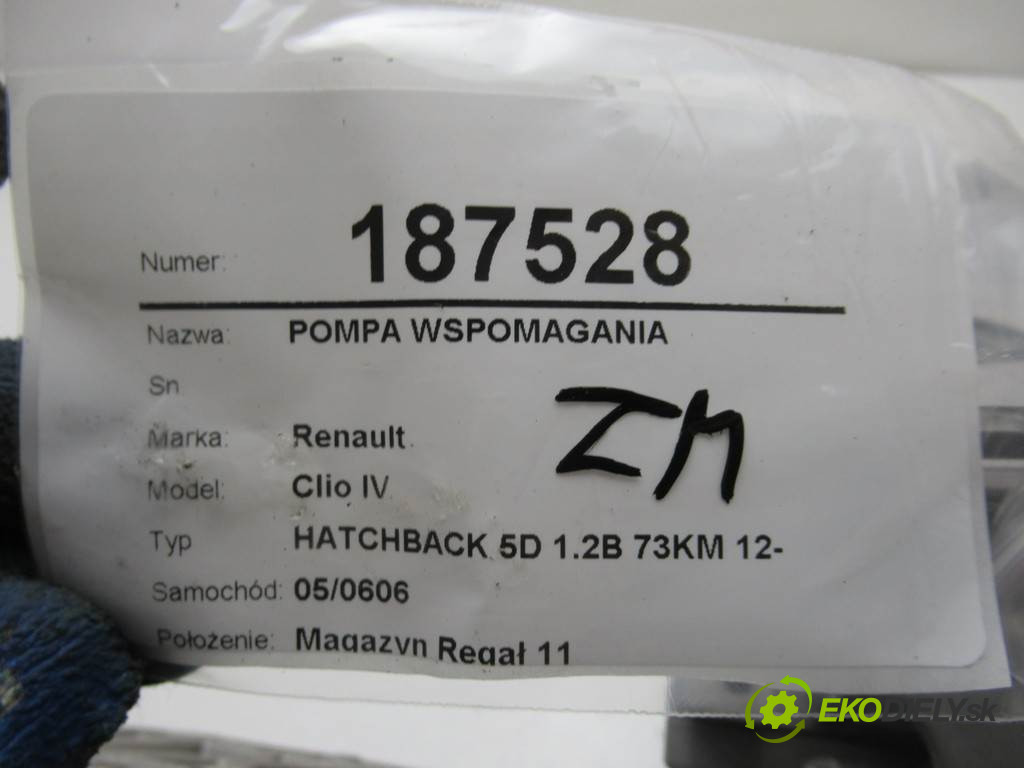 Numer: 187528
Nazwa: POMPA WSPOMAGANIA
Sn
Marka: Renault
ZM
Model: Clio IV
Typ HATCHBACK 5D 1.2B 73KM 12-
Samochód: 05/0606
Położenie: Magazyn Regał 11
EKODIELY.sk